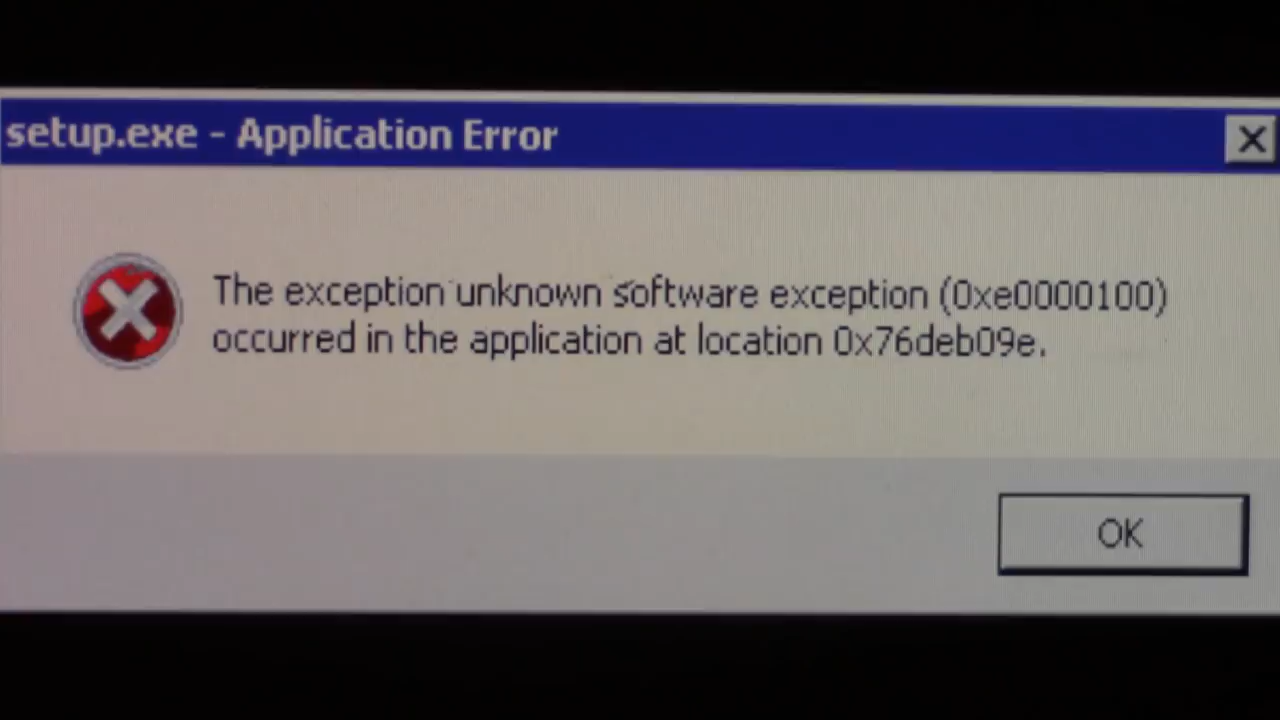 setup.exe - Application Error
The exception unknown software exception (0xe0000100)
occurred in the application at location 0x76deb09e.
OK